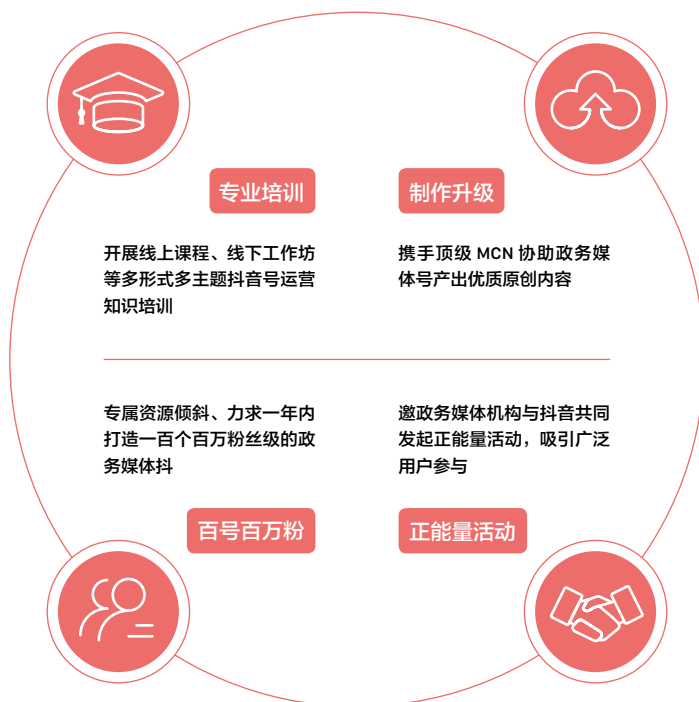 专业培训
开展线上课程、线下工作坊
等多形式多主题抖音号运营
知识培训
制作升级
携手顶级 MCN 协助政务媒
体号产出优质原创内容
专属资源倾斜、力求一年内
打造一百个百万粉丝级的政
务媒体抖
百号百万粉
邀政务媒体机构与抖音共同
发起正能量活动，吸引广泛
用户参与
正能量活动